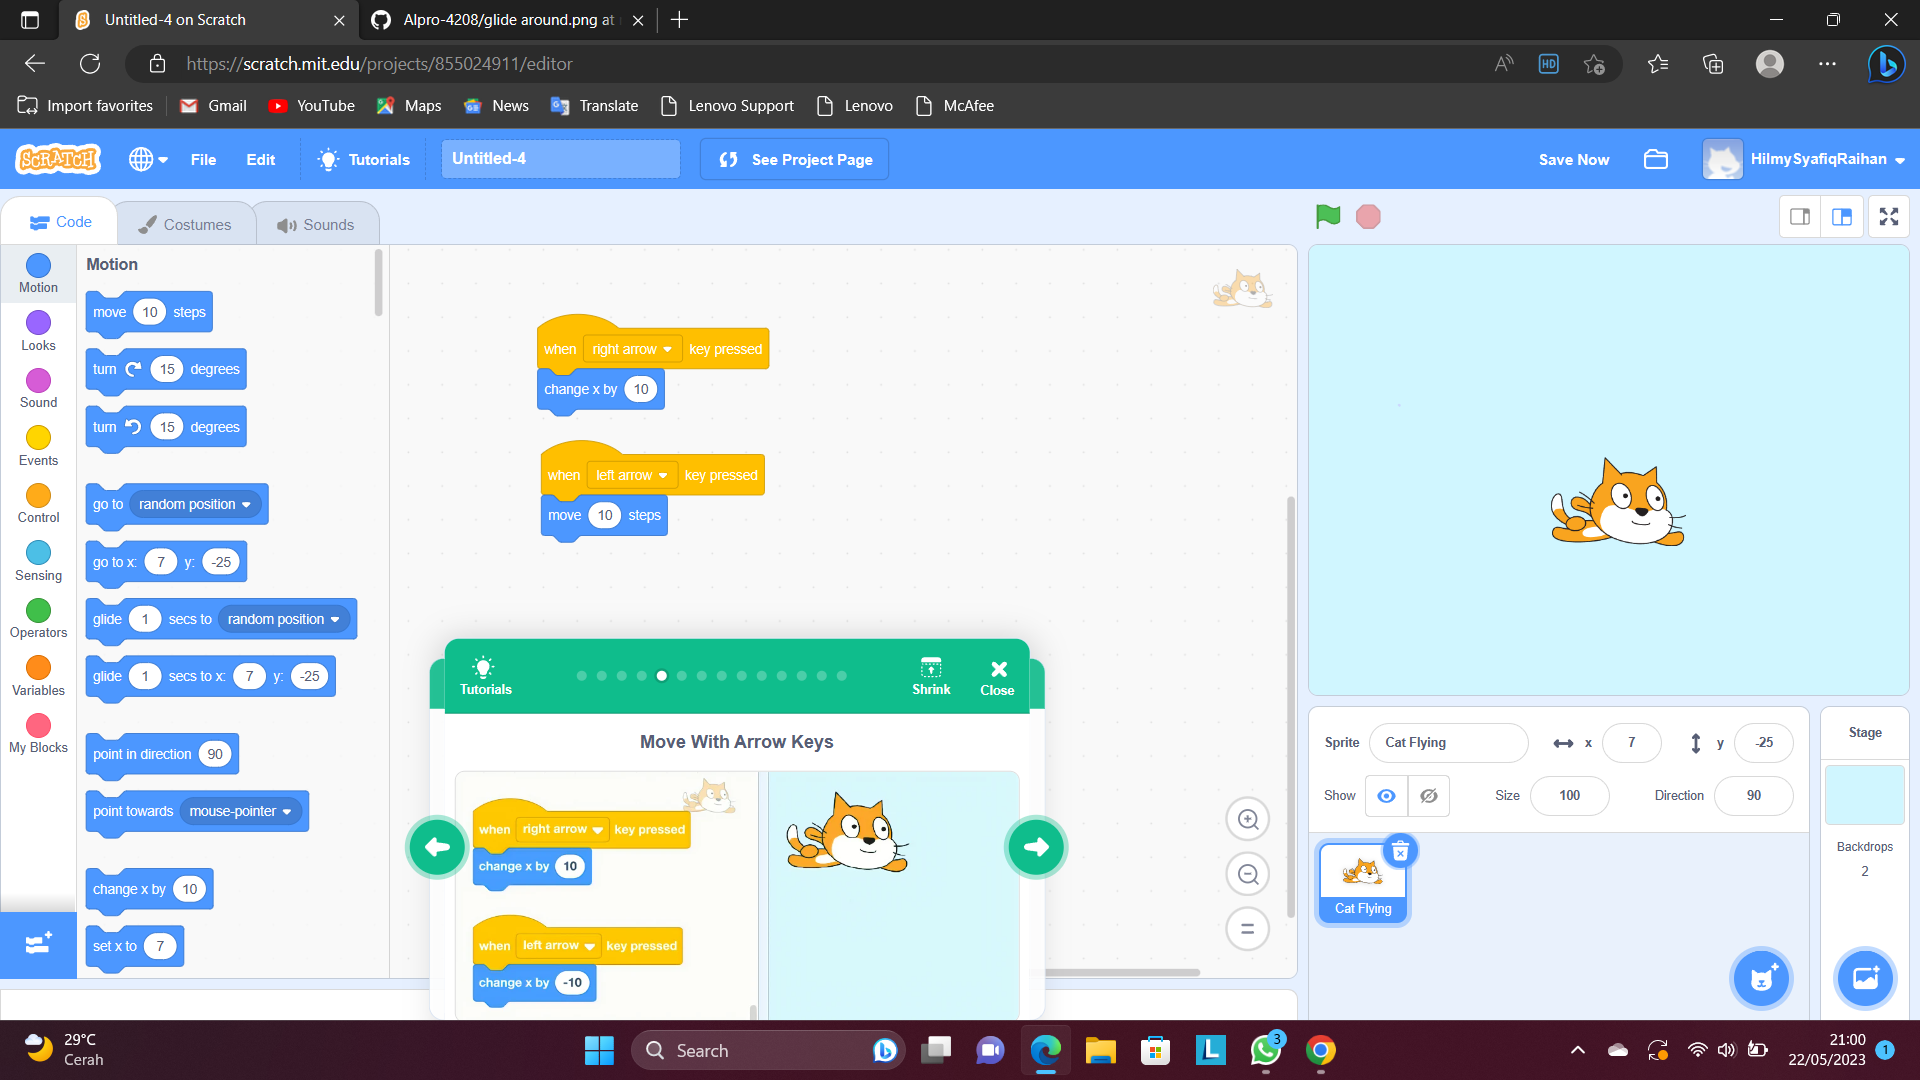 Untitled-4 on Scratch
Alpro-4208/glide around.png at
https://scratch.mit.edu/projects/855024911/editor
HD
Import favorites
Gmail
YouTube
Maps
News
Translate
Lenovo Support
Lenovo
McAfee
SCRATCH
File
Edit
Tutorials
Untitled-4
See Project Page
Save Now
HilmySyafiqRaihan
Code
Costumes
Sounds
Motion
Looks
Sound
Events
Control
Sensing
Operators
Variables
My Blocks
Motion
move 10 steps
turn 15 degrees
turn 15 degrees
go to random position
go to x: 7 y: -25
glide 1 secs to random position
glide 1 secs to x: 7 y: -25
point in direction 90
point towards mouse-pointer
change x by 10
set x to 7
when right arrow key pressed
change x by 10
when left arrow key pressed
move 10 steps
Tutorials
Shrink
Close
Move With Arrow Keys
when right arrow key pressed
change x by 10
when left arrow key pressed
change x by -10
Sprite Cat Flying x 7 y -25
Show Size 100 Direction 90
Cat Flying
Stage
Backdrops
2
29°C
Cerah
Search
L
3
21:00
22/05/2023
1